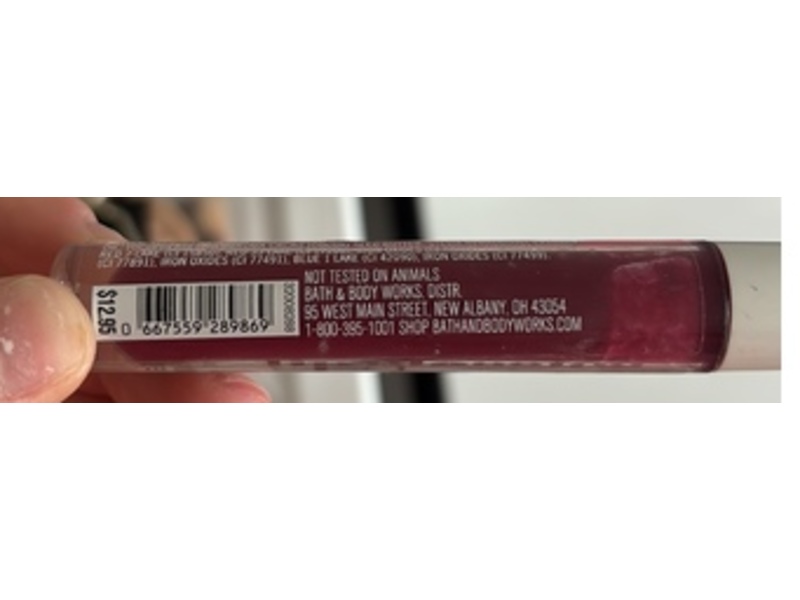 (CI 77891), IRON OXIDES (CI 77491), BLUE 1 LAKE (CI 42090), IRON OXIDES (CI 77499).
NOT TESTED ON ANIMALS
BATH & BODY WORKS, DISTR.
95 WEST MAIN STREET, NEW ALBANY, OH 43054
1-800-395-1001 SHOP BATHANDBODYWORKS.COM
$12.95
0 667559 289869